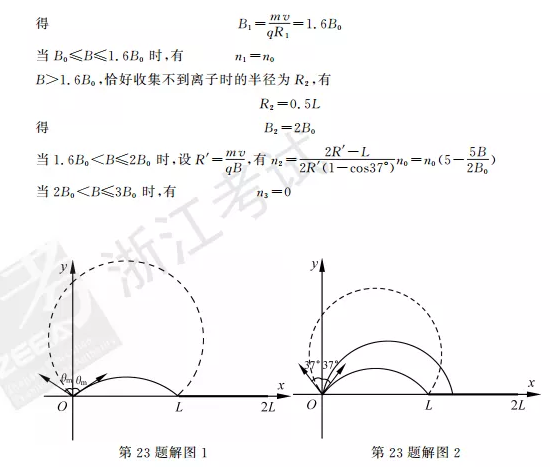 得 B₁=mv/qR₁=1.6B₀
当 B₀≤B≤1.6B₀ 时,有 n₁=n₀
B>1.6B₀,恰好收集不到离子时的半径为 R₂,有
R₂=0.5L
得 B₂=2B₀
当 1.6B₀<B≤2B₀ 时,设 R′=mv/qB,有 n₂=(2R′-L)/(2R′(1-cos37°))n₀=n₀(5-5B/2B₀)
当 2B₀<B≤3B₀ 时,有 n₃=0
浙江考试
ZEEA
y
θm θm
O L 2L x
y
37° 37°
O L 2L x
第 23 题解图 1
第 23 题解图 2